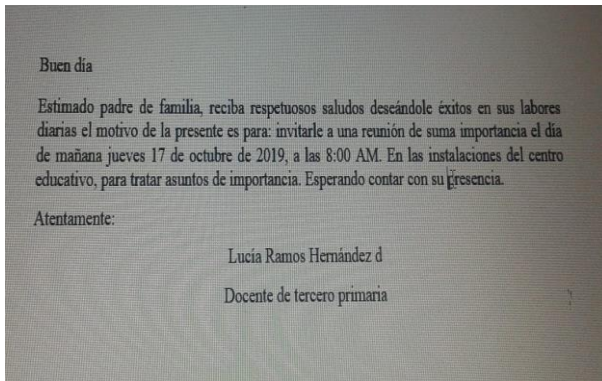 Buen día
Estimado padre de familia, reciba respetuosos saludos deseándole éxitos en sus labores
diarias el motivo de la presente es para: invitarle a una reunión de suma importancia el día
de mañana jueves 17 de octubre de 2019, a las 8:00 AM. En las instalaciones del centro
educativo, para tratar asuntos de importancia. Esperando contar con su presencia.
Atentamente:
Lucía Ramos Hernández d
Docente de tercero primaria